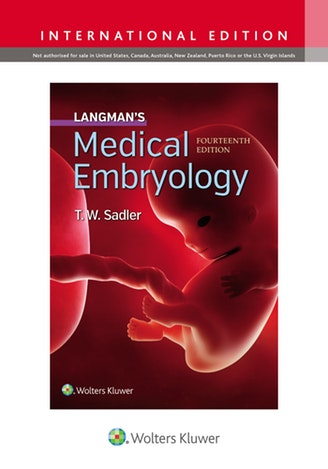 INTERNATIONAL EDITION
Not authorised for sale in United States, Canada, Australia, New Zealand, Puerto Rico or the U.S. Virgin Islands
LANGMAN'S
Medical FOURTEENTH
Embryology EDITION
T. W. Sadler
Wolters Kluwer
Wolters Kluwer